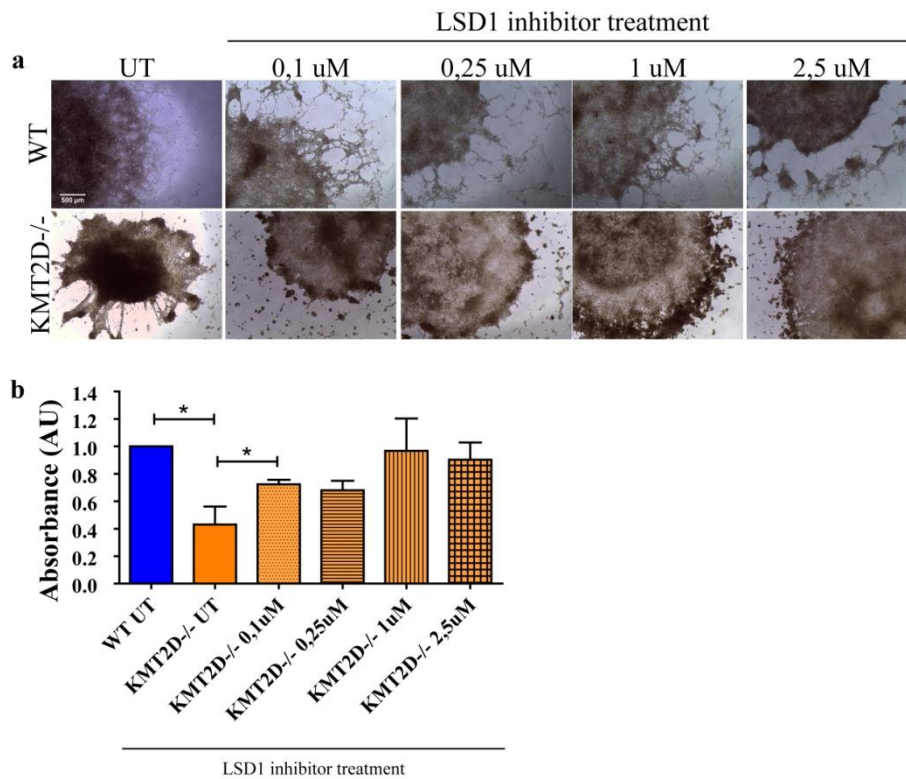 LSD1 inhibitor treatment
a
UT 0,1 uM 0,25 uM 1 uM 2,5 uM
WT
500 µm
KMT2D-/-
b
Absorbance (AU)
1.4
1.2
1.0
0.8
0.6
0.4
0.2
0.0
*
*
WT UT
KMT2D-/- UT
KMT2D-/- 0,1uM
KMT2D-/- 0,25uM
KMT2D-/- 1uM
KMT2D-/- 2,5uM
LSD1 inhibitor treatment